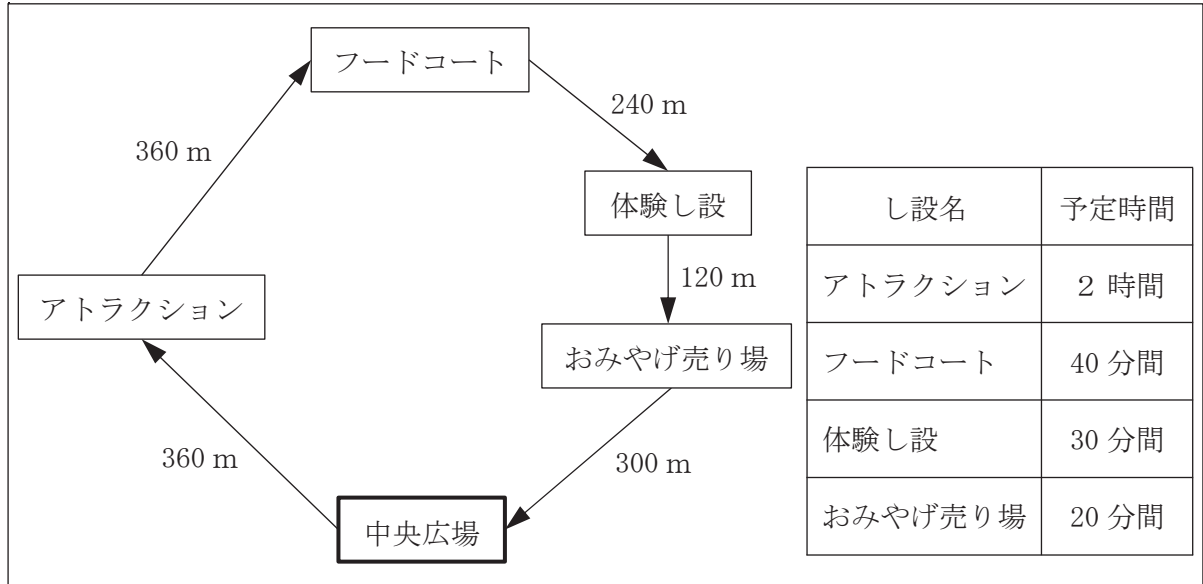 フードコート
240 m
360 m
体験し設
120 m
アトラクション
おみやげ売り場
360 m
300 m
中央広場
し設名 予定時間
アトラクション 2 時間
フードコート 40 分間
体験し設 30 分間
おみやげ売り場 20 分間